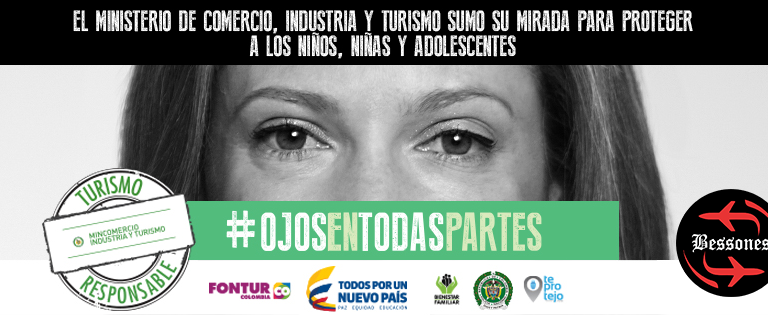 EL MINISTERIO DE COMERCIO, INDUSTRIA Y TURISMO SUMO SU MIRADA PARA PROTEGER
A LOS NIÑOS, NIÑAS Y ADOLESCENTES
TURISMO
MINCOMERCIO
INDUSTRIA Y TURISMO
RESPONSABLE
#OJOSENTODASPARTES
Bessones
FONTUR CO
COLOMBIA
TODOS POR UN
NUEVO PAÍS
PAZ EQUIDAD EDUCACIÓN
BIENESTAR
FAMILIAR
te
pro
tejo